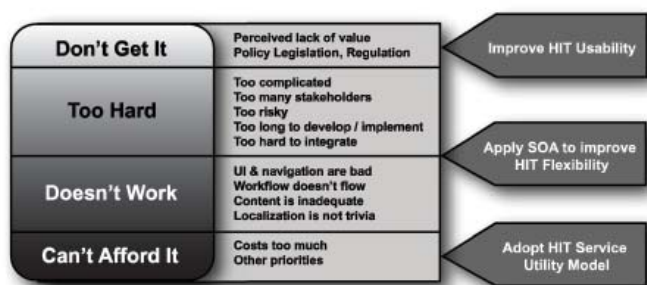 Don't Get It
Perceived lack of value
Policy Legislation, Regulation
Improve HIT Usability
Too Hard
Too complicated
Too many stakeholders
Too risky
Too long to develop / implement
Too hard to integrate
Apply SOA to improve
HIT Flexibility
Doesn't Work
UI & navigation are bad
Workflow doesn't flow
Content is inadequate
Localization is not trivia
Can't Afford It
Costs too much
Other priorities
Adopt HIT Service
Utility Model